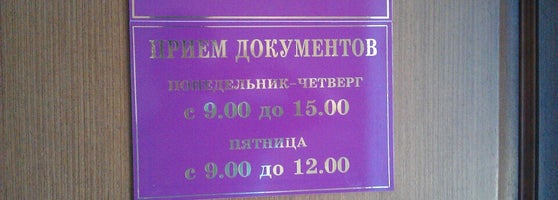 ПРИЕМ ДОКУМЕНТОВ
ПОНЕДЕЛЬНИК-ЧЕТВЕРГ
с 9.00 до 15.00
ПЯТНИЦА
с 9.00 до 12.00